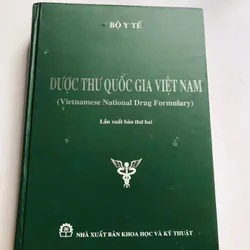 BỘ Y TẾ
DƯỢC THƯ QUỐC GIA VIỆT NAM
(Vietnamese National Drug Formulary)
Lần xuất bản thứ hai
NHÀ XUẤT BẢN KHOA HỌC VÀ KỸ THUẬT